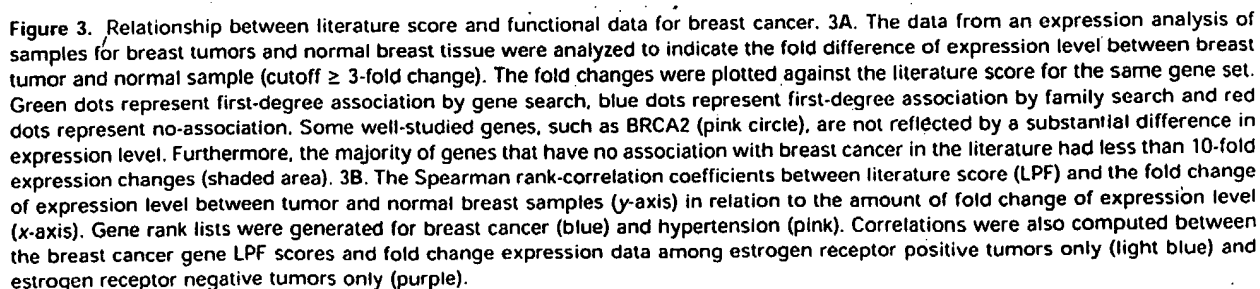 Figure 3. Relationship between literature score and functional data for breast cancer. 3A. The data from an expression analysis of
samples for breast tumors and normal breast tissue were analyzed to indicate the fold difference of expression level between breast
tumor and normal sample (cutoff ≥ 3-fold change). The fold changes were plotted against the literature score for the same gene set.
Green dots represent first-degree association by gene search, blue dots represent first-degree association by family search and red
dots represent no-association. Some well-studied genes, such as BRCA2 (pink circle), are not reflected by a substantial difference in
expression level. Furthermore, the majority of genes that have no association with breast cancer in the literature had less than 10-fold
expression changes (shaded area). 3B. The Spearman rank-correlation coefficients between literature score (LPF) and the fold change
of expression level between tumor and normal breast samples (y-axis) in relation to the amount of fold change of expression level
(x-axis). Gene rank lists were generated for breast cancer (blue) and hypertension (pink). Correlations were also computed between
the breast cancer gene LPF scores and fold change expression data among estrogen receptor positive tumors only (light blue) and
estrogen receptor negative tumors only (purple).